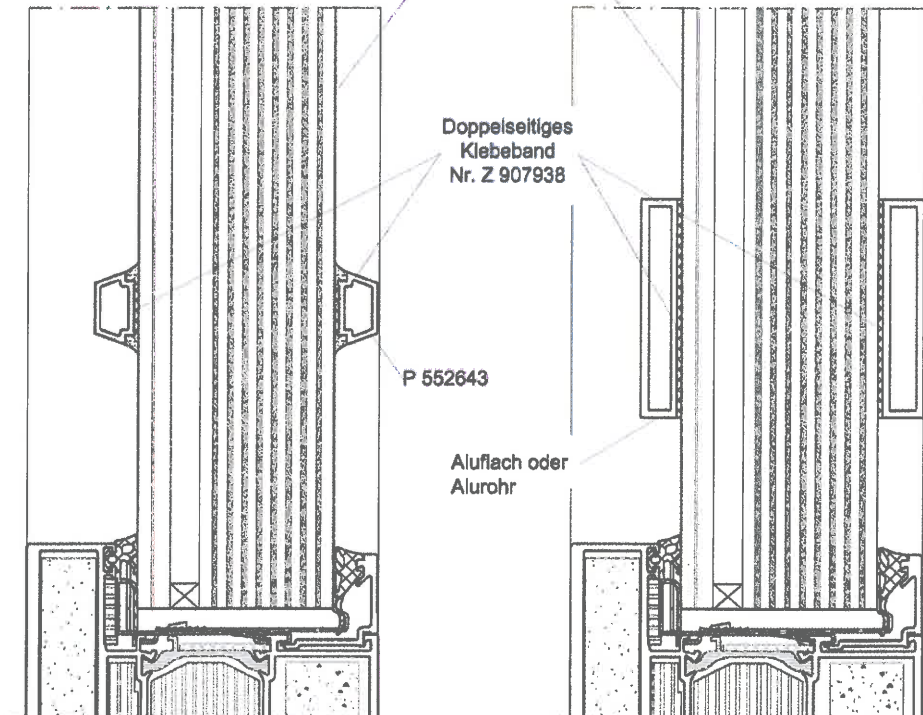 Doppelseitiges
Klebeband
Nr. Z 907938
P 552643
Aluflach oder
Alurohr